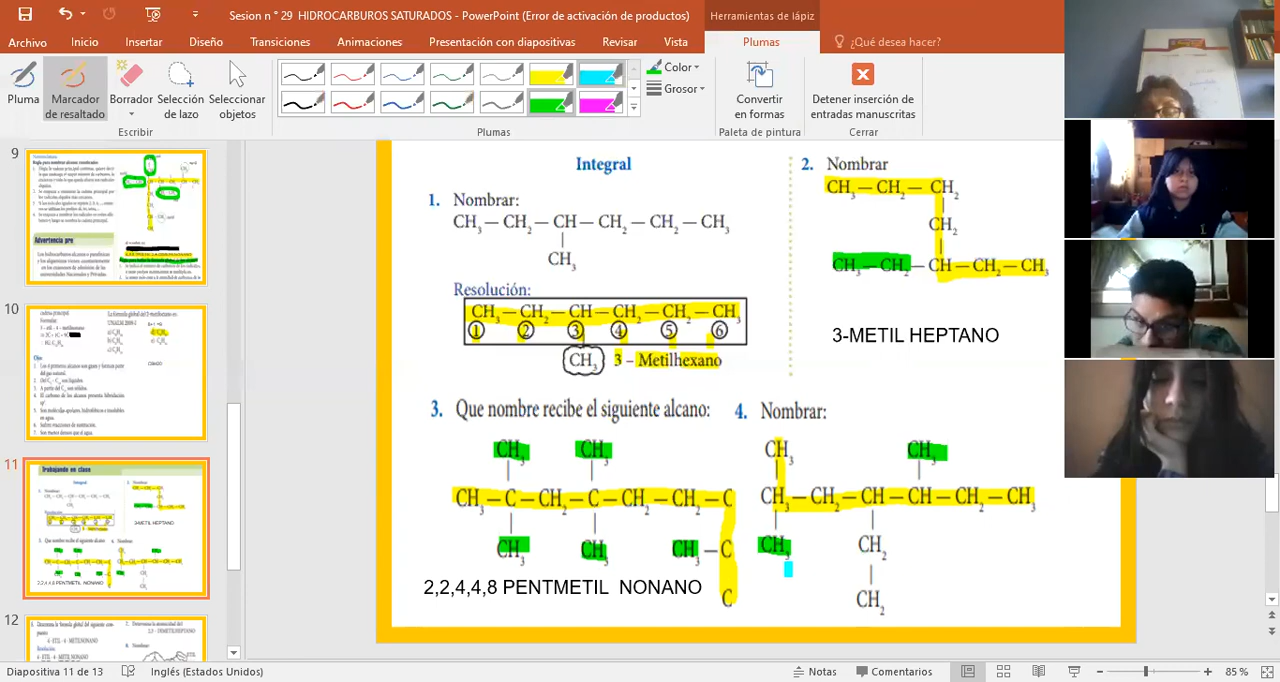 Sesion n ° 29 HIDROCARBUROS SATURADOS - PowerPoint (Error de activación de productos)
Herramientas de lápiz
Archivo Inicio Insertar Diseño Transiciones Animaciones Presentación con diapositivas Revisar Vista Plumas ¿Qué desea hacer?
Pluma
Marcador de resaltado
Borrador
Selección de lazo
Seleccionar objetos
Color
Grosor
Convertir en formas
Detener inserción de entradas manuscritas
Escribir
Plumas
Paleta de pintura
Cerrar
9
10
11
12
Integral
1. Nombrar:
CH3 — CH2 — CH — CH2 — CH2 — CH3
CH3
Resolución:
CH3 — CH2 — CH — CH2 — CH2 — CH3
1 2 3 4 5 6
CH3 3 – Metilhexano
2. Nombrar
CH3 — CH2 — CH2
CH2
CH3 — CH2 — CH — CH2 — CH3
3-METIL HEPTANO
3. Que nombre recibe el siguiente alcano:
CH3 CH3
CH3 — C — CH2 — C — CH2 — CH2 — C
CH3 CH3 CH3 — C
C
2,2,4,4,8 PENTMETIL NONANO
4. Nombrar:
CH3 CH3
CH3 — CH2 — CH — CH — CH2 — CH3
CH3 CH2
CH2
Diapositiva 11 de 13
Inglés (Estados Unidos)
Notas
Comentarios
85 %